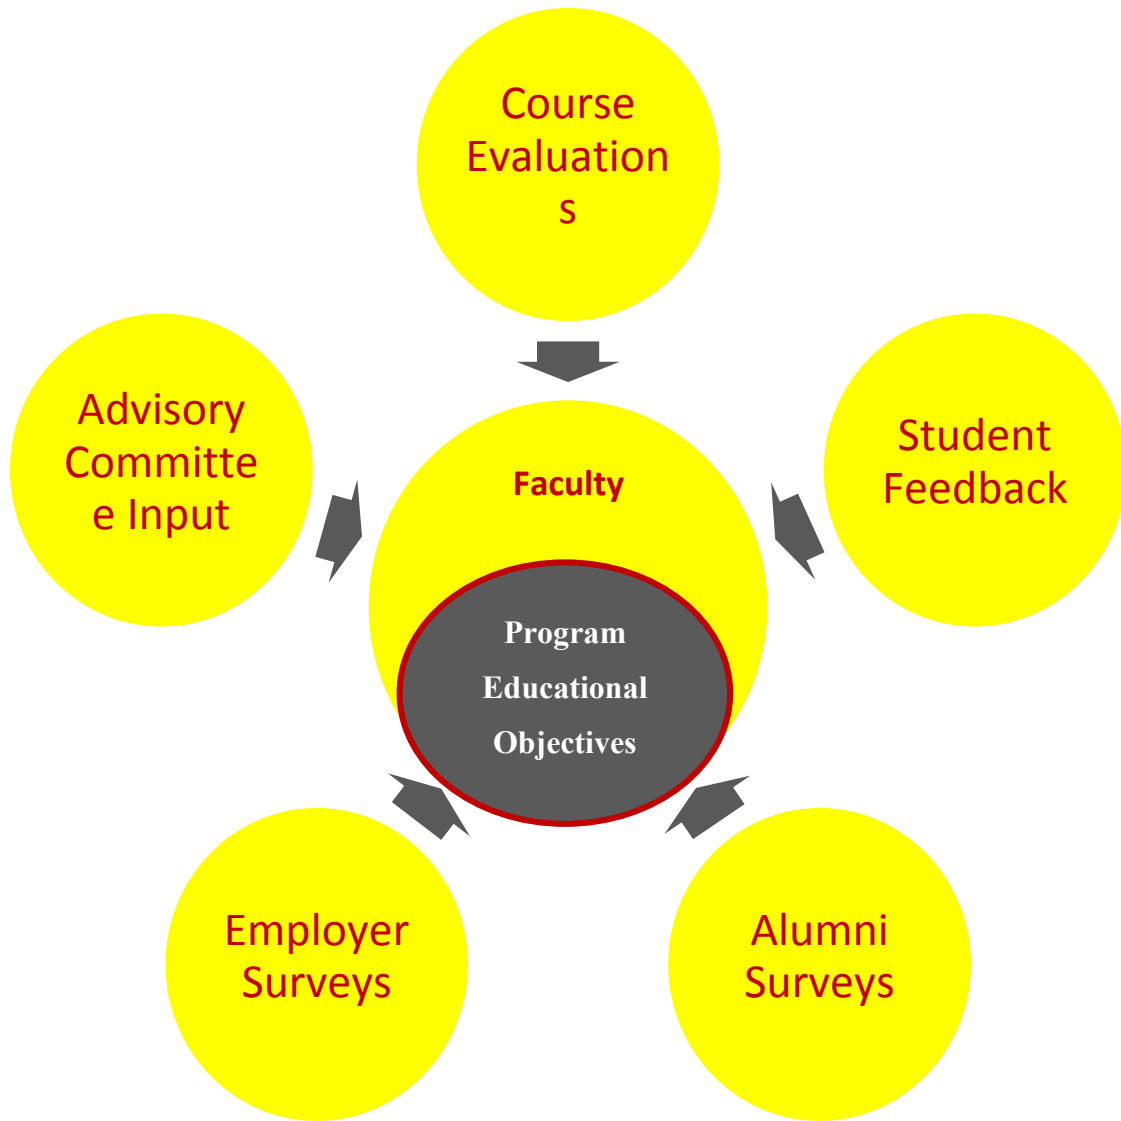 Course
Evaluation
s
Advisory
Committe
e Input
Student
Feedback
Faculty
Program
Educational
Objectives
Employer
Surveys
Alumni
Surveys